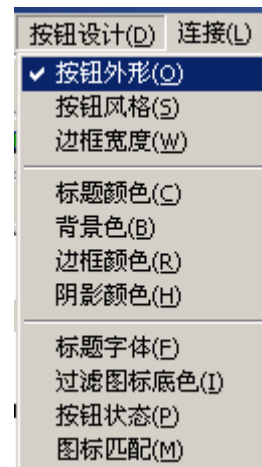 按钮设计(D) 连接(L)
✔ 按钮外形(O)
按钮风格(S)
边框宽度(W)
标题颜色(C)
背景色(B)
边框颜色(R)
阴影颜色(H)
标题字体(F)
过滤图标底色(I)
按钮状态(P)
图标匹配(M)